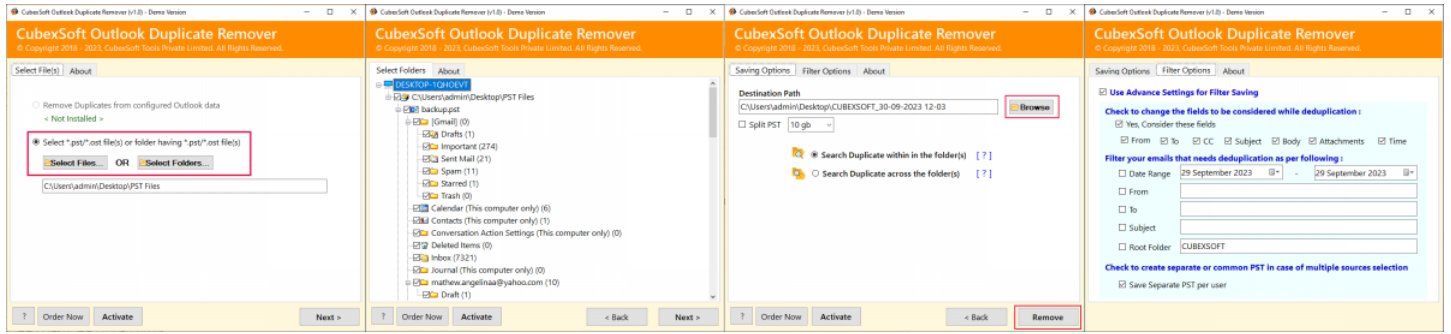 CubexSoft Outlook Duplicate Remover (v1.0) - Demo Version
CubexSoft Outlook Duplicate Remover
© Copyright 2018 - 2023, CubexSoft Tools Private Limited. All Rights Reserved.
Select File(s) About
Remove Duplicates from configured Outlook data
< Not Installed >
Select *.pst/*.ost file(s) or folder having *.pst/*.ost file(s)
Select Files... OR Select Folders...
C:\Users\admin\Desktop\PST Files
? Order Now Activate Next >
CubexSoft Outlook Duplicate Remover (v1.0) - Demo Version
CubexSoft Outlook Duplicate Remover
© Copyright 2018 - 2023, CubexSoft Tools Private Limited. All Rights Reserved.
Select Folders About
DESKTOP-1QHOEVT
C:\Users\admin\Desktop\PST Files
backup.pst
[Gmail] (0)
Drafts (1)
Important (274)
Sent Mail (21)
Spam (11)
Starred (1)
Trash (0)
Calendar (This computer only) (6)
Contacts (This computer only) (1)
Conversation Action Settings (This computer only) (0)
Deleted Items (0)
Inbox (7321)
Journal (This computer only) (0)
mathew.angelinaa@yahoo.com (10)
Draft (1)
? Order Now Activate < Back Next >
CubexSoft Outlook Duplicate Remover (v1.0) - Demo Version
CubexSoft Outlook Duplicate Remover
© Copyright 2018 - 2023, CubexSoft Tools Private Limited. All Rights Reserved.
Saving Options Filter Options About
Destination Path
C:\Users\admin\Desktop\CUBEXSOFT_30-09-2023 12-03 Browse
Split PST 10 gb
Search Duplicate within in the folder(s) [ ? ]
Search Duplicate across the folder(s) [ ? ]
? Order Now Activate < Back Remove
CubexSoft Outlook Duplicate Remover (v1.0) - Demo Version
CubexSoft Outlook Duplicate Remover
© Copyright 2018 - 2023, CubexSoft Tools Private Limited. All Rights Reserved.
Saving Options Filter Options About
Use Advance Settings for Filter Saving
Check to change the fields to be considered while deduplication :
Yes, Consider these fields
From To CC Subject Body Attachments Time
Filter your emails that needs deduplication as per following :
Date Range 29 September 2023 - 29 September 2023
From
To
Subject
Root Folder CUBEXSOFT
Check to create separate or common PST in case of multiple sources selection
Save Separate PST per user
? Order Now Activate < Back Remove